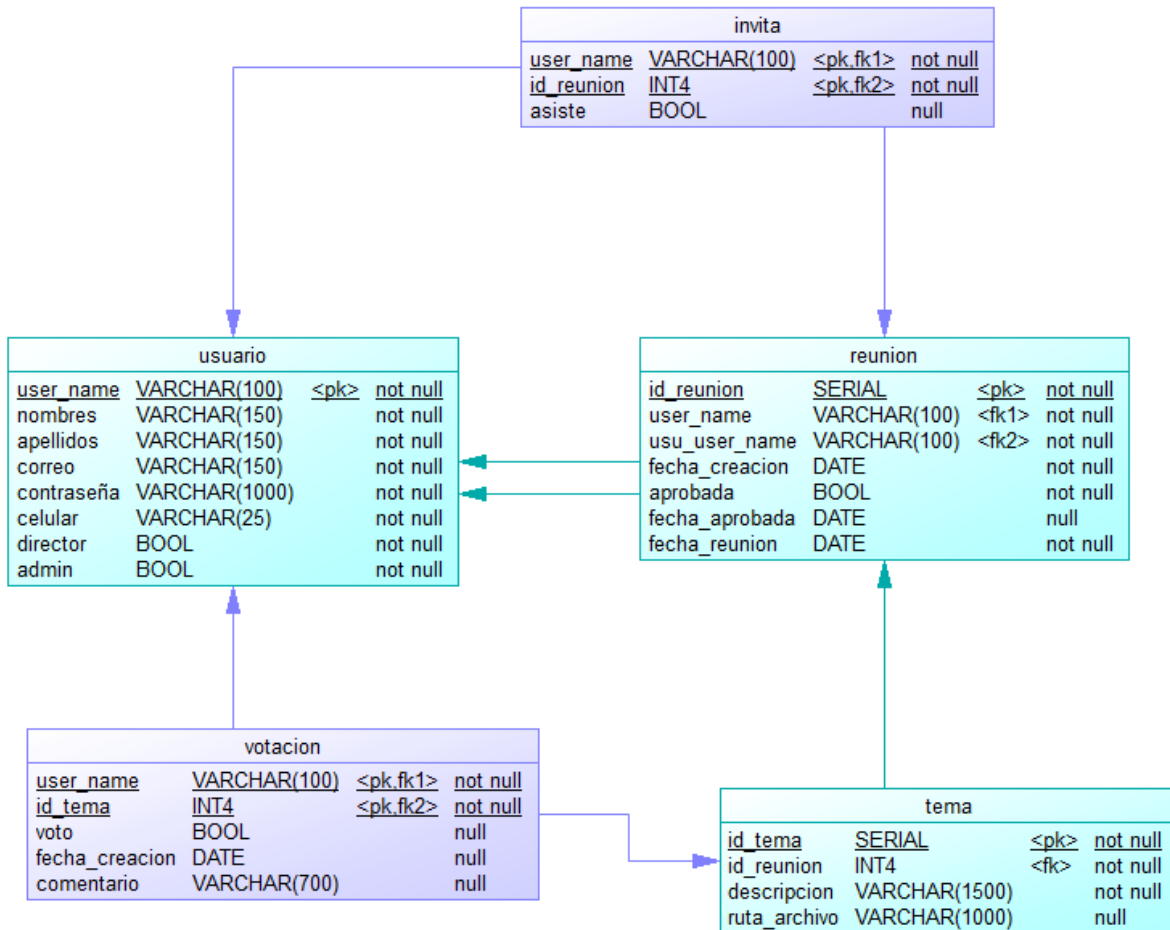 invita
user_name VARCHAR(100) <pk,fk1> not null
id_reunion INT4 <pk,fk2> not null
asiste BOOL null
usuario
user_name VARCHAR(100) <pk> not null
nombres VARCHAR(150) not null
apellidos VARCHAR(150) not null
correo VARCHAR(150) not null
contraseña VARCHAR(1000) not null
celular VARCHAR(25) not null
director BOOL not null
admin BOOL not null
reunion
id_reunion SERIAL <pk> not null
user_name VARCHAR(100) <fk1> not null
usu_user_name VARCHAR(100) <fk2> not null
fecha_creacion DATE not null
aprobada BOOL not null
fecha_aprobada DATE null
fecha_reunion DATE not null
votacion
user_name VARCHAR(100) <pk,fk1> not null
id_tema INT4 <pk,fk2> not null
voto BOOL null
fecha_creacion DATE null
comentario VARCHAR(700) null
tema
id_tema SERIAL <pk> not null
id_reunion INT4 <fk> not null
descripcion VARCHAR(1500) not null
ruta_archivo VARCHAR(1000) null